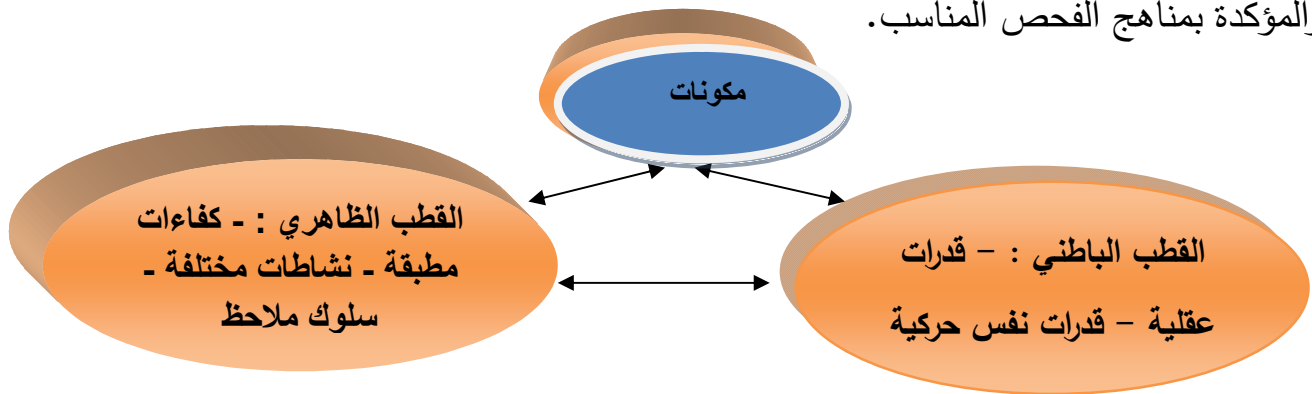 والمؤكدة بمناهج الفحص المناسب.
مكونات
القطب الباطني : – قدرات
عقلية – قدرات نفس حركية
القطب الظاهري : - كفاءات
مطبقة - نشاطات مختلفة -
سلوك ملاحظ